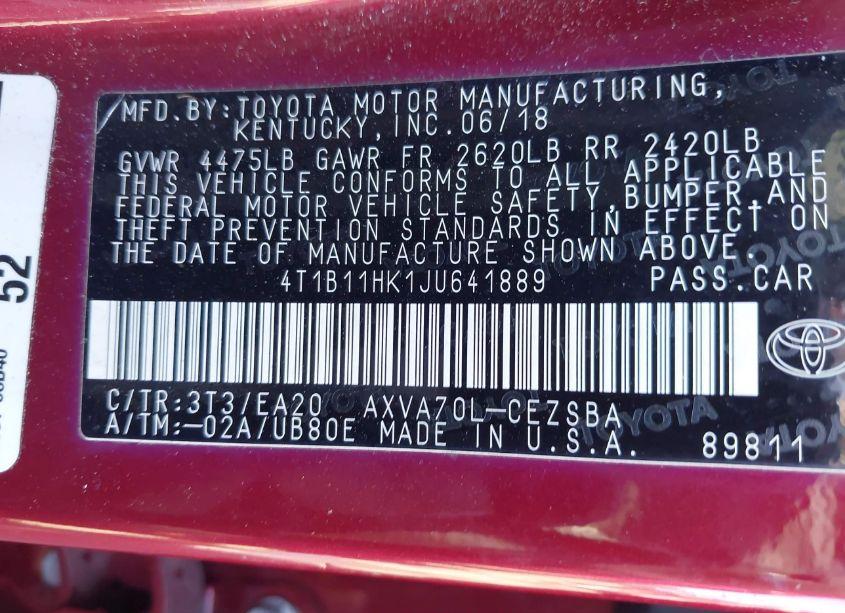 MFD.BY:TOYOTA MOTOR MANUFACTURING,
KENTUCKY,INC.06/18
GVWR 4475LB GAWR FR 2620LB RR 2420LB
THIS VEHICLE CONFORMS TO ALL APPLICABLE
FEDERAL MOTOR VEHICLE SAFETY,BUMPER,AND
THEFT PREVENTION STANDARDS IN EFFECT ON
THE DATE OF MANUFACTURE SHOWN ABOVE.
4T1B11HK1JU641889 PASS.CAR
C/TR:3T3/EA20 AXVA70L-CEZSBA
A/TM:-02A/UB80E MADE IN U.S.A. 89811
TOYOTA
52